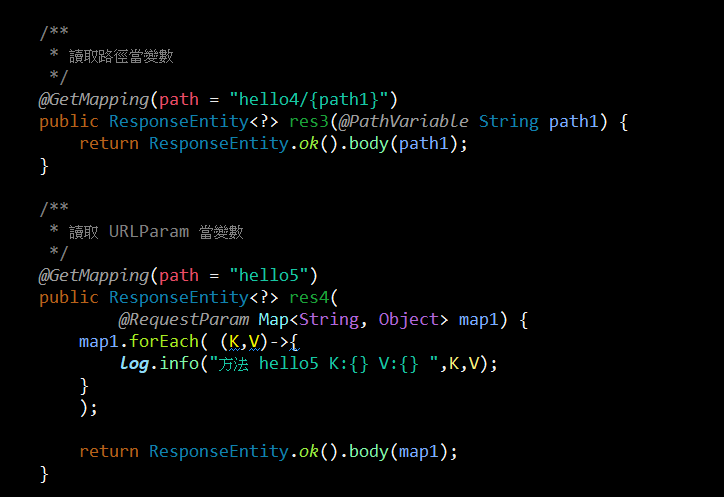 /**
 * 讀取路徑當變數
 */
@GetMapping(path = "hello4/{path1}")
public ResponseEntity<?> res3(@PathVariable String path1) {
    return ResponseEntity.ok().body(path1);
}
/**
 * 讀取 URLParam 當變數
 */
@GetMapping(path = "hello5")
public ResponseEntity<?> res4(
        @RequestParam Map<String, Object> map1) {
    map1.forEach( (K,V)->{
        log.info("方法 hello5 K:{} V:{} ",K,V);
    }
    );
    return ResponseEntity.ok().body(map1);
}